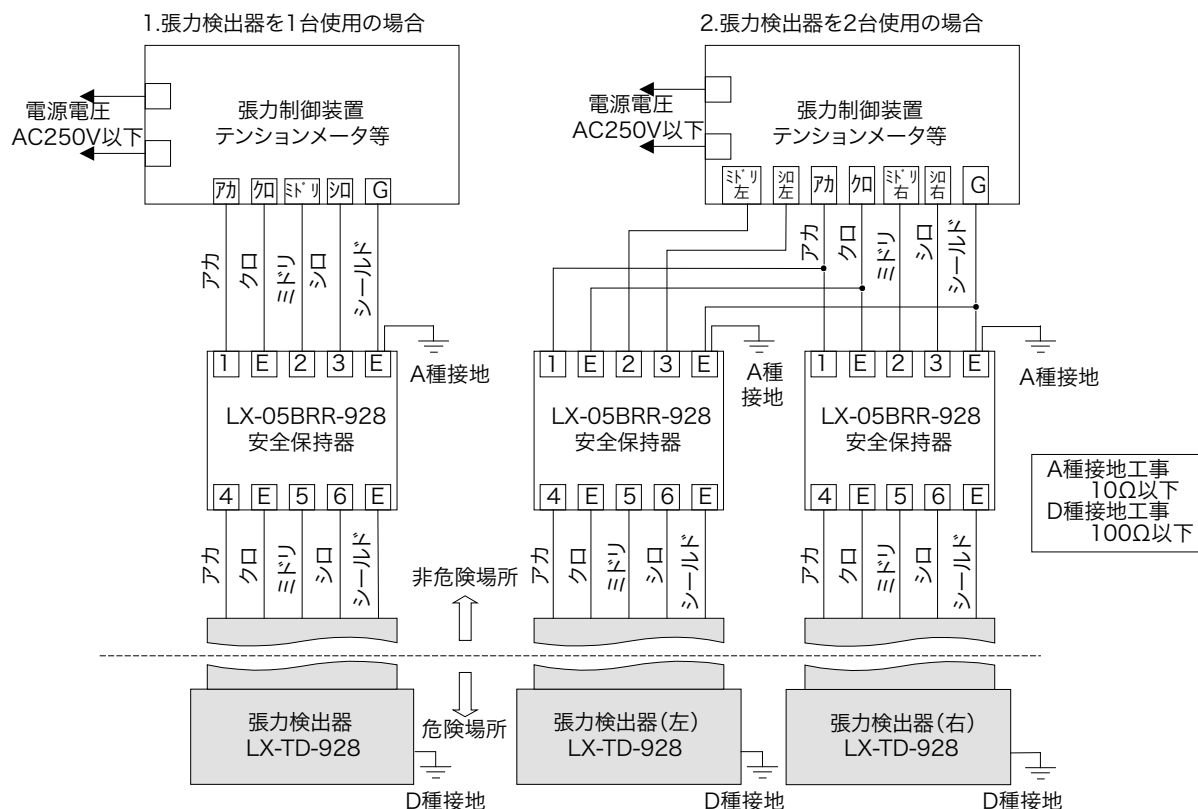 1.張力検出器を1台使用の場合
電源電圧
AC250V以下
張力制御装置
テンションメータ等
アカ
クロ
ミドリ
シロ
G
アカ
クロ
ミドリ
シロ
シールド
1
E
2
3
E
A種接地
LX-05BRR-928
安全保持器
4
E
5
6
E
アカ
クロ
ミドリ
シロ
シールド
張力検出器
LX-TD-928
D種接地
非危険場所
危険場所
2.張力検出器を2台使用の場合
電源電圧
AC250V以下
張力制御装置
テンションメータ等
ミドリ
左
シロ
左
アカ
クロ
ミドリ
右
シロ
右
G
アカ
クロ
ミドリ
シロ
シールド
1
E
2
3
E
A種
接地
LX-05BRR-928
安全保持器
4
E
5
6
E
アカ
クロ
ミドリ
シロ
シールド
張力検出器(左)
LX-TD-928
D種接地
1
E
2
3
E
A種接地
LX-05BRR-928
安全保持器
4
E
5
6
E
アカ
クロ
ミドリ
シロ
シールド
張力検出器(右)
LX-TD-928
D種接地
A種接地工事
10Ω以下
D種接地工事
100Ω以下